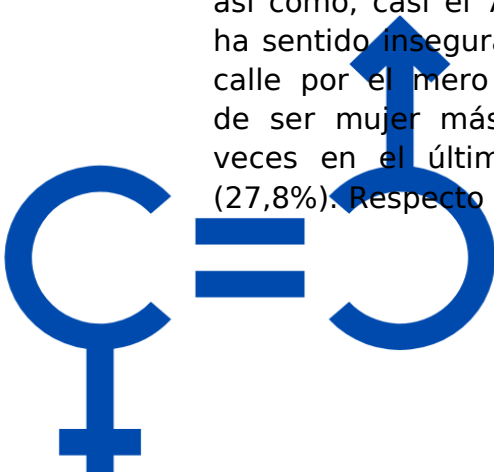 así como, casi el
ha sentido insegura
calle por el mero
de ser mujer más
veces en el
(27,8%). Respecto